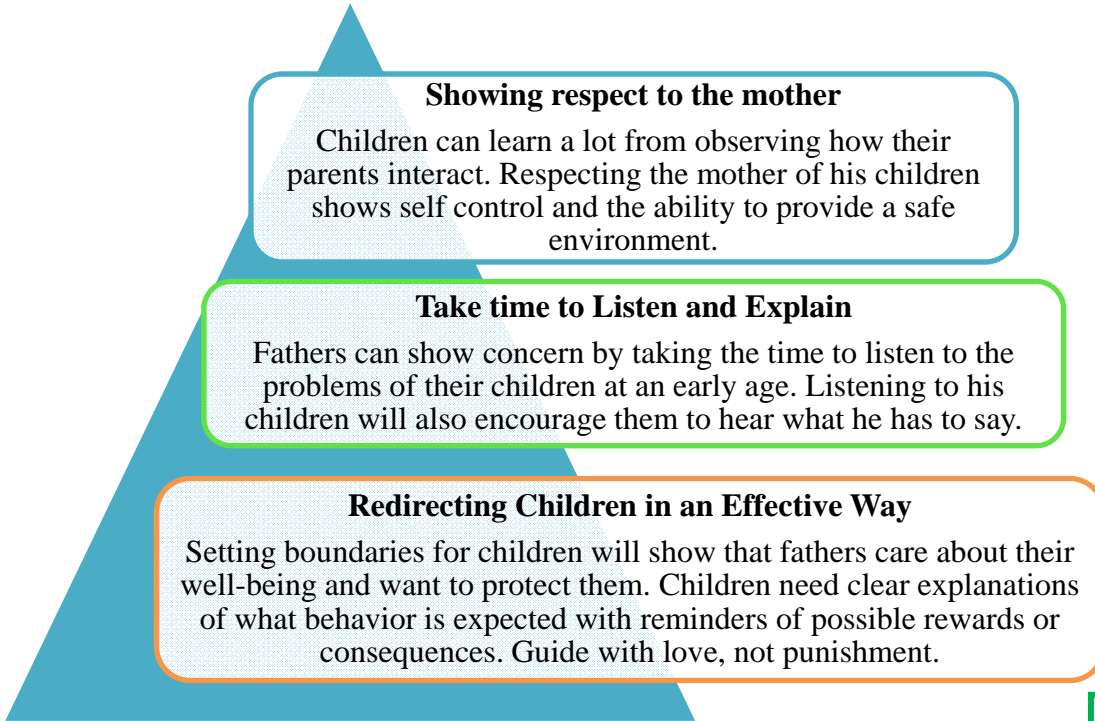 Showing respect to the mother
Children can learn a lot from observing how their
parents interact. Respecting the mother of his children
shows self control and the ability to provide a safe
environment.
Take time to Listen and Explain
Fathers can show concern by taking the time to listen to the
problems of their children at an early age. Listening to his
children will also encourage them to hear what he has to say.
Redirecting Children in an Effective Way
Setting boundaries for children will show that fathers care about their
well-being and want to protect them. Children need clear explanations
of what behavior is expected with reminders of possible rewards or
consequences. Guide with love, not punishment.